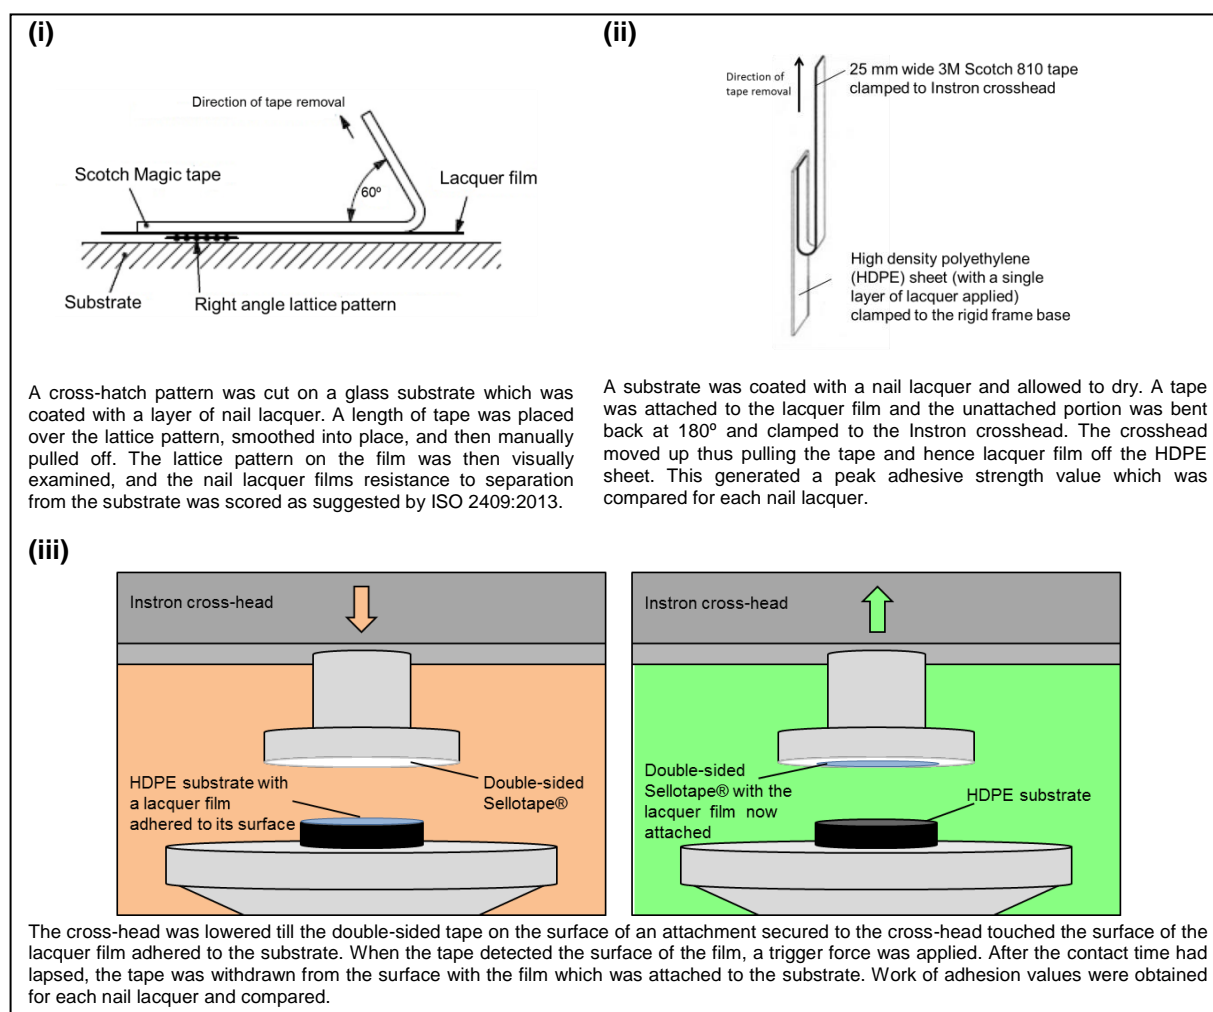 (i)
Direction of tape removal
Scotch Magic tape
60º
Lacquer film
Substrate
Right angle lattice pattern
A cross-hatch pattern was cut on a glass substrate which was
coated with a layer of nail lacquer. A length of tape was placed
over the lattice pattern, smoothed into place, and then manually
pulled off. The lattice pattern on the film was then visually
examined, and the nail lacquer films resistance to separation
from the substrate was scored as suggested by ISO 2409:2013.
(ii)
Direction of
tape removal
25 mm wide 3M Scotch 810 tape
clamped to Instron crosshead
High density polyethylene
(HDPE) sheet (with a single
layer of lacquer applied)
clamped to the rigid frame base
A substrate was coated with a nail lacquer and allowed to dry. A tape
was attached to the lacquer film and the unattached portion was bent
back at 180º and clamped to the Instron crosshead. The crosshead
moved up thus pulling the tape and hence lacquer film off the HDPE
sheet. This generated a peak adhesive strength value which was
compared for each nail lacquer.
(iii)
Instron cross-head
HDPE substrate with
a lacquer film
adhered to its surface
Double-sided
Sellotape®
Instron cross-head
Double-sided
Sellotape® with the
lacquer film now
attached
HDPE substrate
The cross-head was lowered till the double-sided tape on the surface of an attachment secured to the cross-head touched the surface of the
lacquer film adhered to the substrate. When the tape detected the surface of the film, a trigger force was applied. After the contact time had
lapsed, the tape was withdrawn from the surface with the film which was attached to the substrate. Work of adhesion values were obtained
for each nail lacquer and compared.